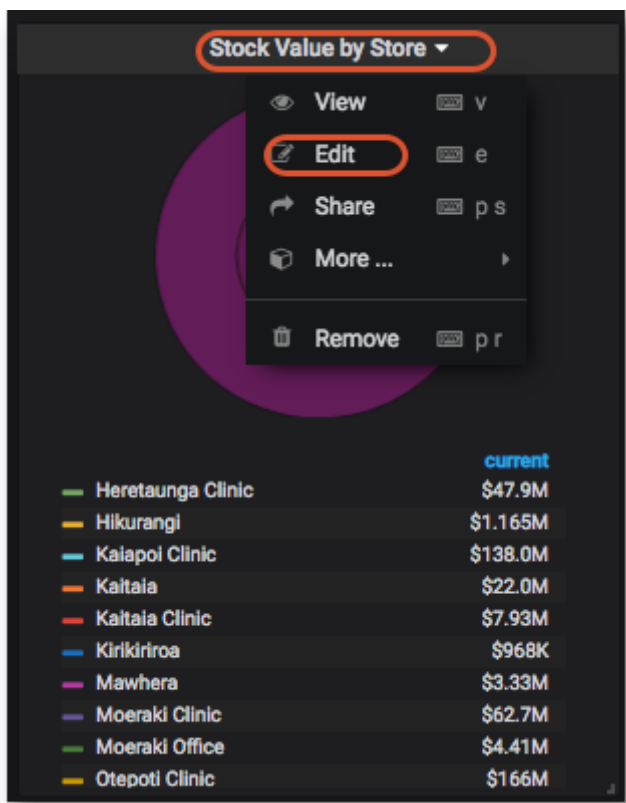 Stock Value by Store
View v
Edit e
Share p s
More ...
Remove p r
current
Heretaunga Clinic $47.9M
Hikurangi $1.165M
Kaiapoi Clinic $138.0M
Kaitaia $22.0M
Kaitaia Clinic $7.93M
Kirikiriroa $968K
Mawhera $3.33M
Moeraki Clinic $62.7M
Moeraki Office $4.41M
Otepoti Clinic $166M